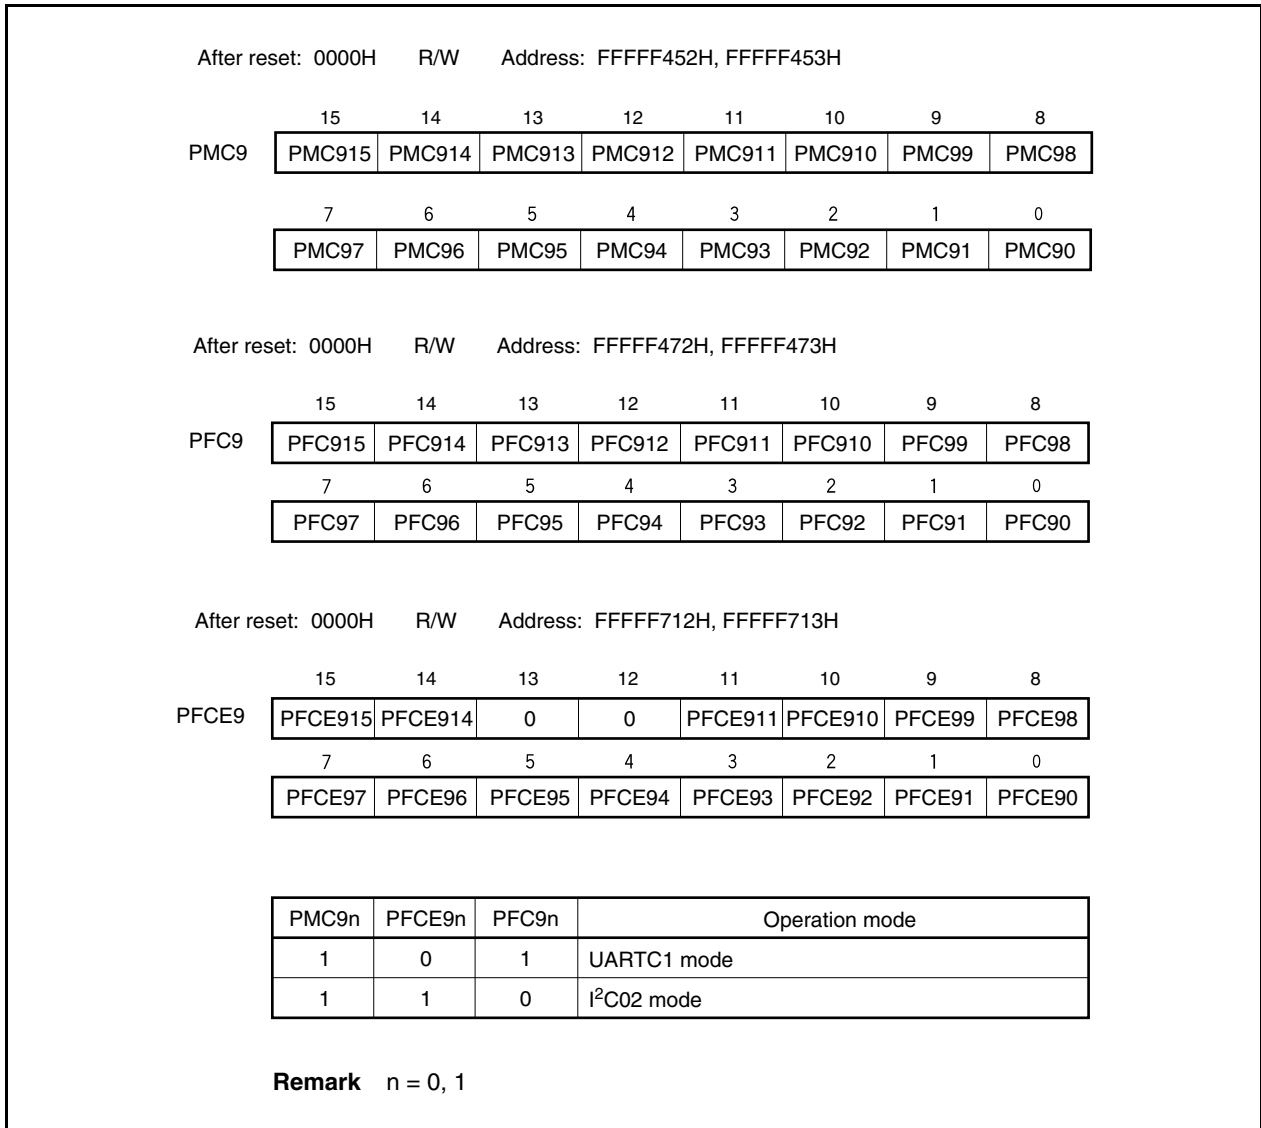 After reset: 0000H R/W Address: FFFFF452H, FFFFF453H
15 14 13 12 11 10 9 8
PMC9 PMC915 PMC914 PMC913 PMC912 PMC911 PMC910 PMC99 PMC98
7 6 5 4 3 2 1 0
PMC97 PMC96 PMC95 PMC94 PMC93 PMC92 PMC91 PMC90
After reset: 0000H R/W Address: FFFFF472H, FFFFF473H
15 14 13 12 11 10 9 8
PFC9 PFC915 PFC914 PFC913 PFC912 PFC911 PFC910 PFC99 PFC98
7 6 5 4 3 2 1 0
PFC97 PFC96 PFC95 PFC94 PFC93 PFC92 PFC91 PFC90
After reset: 0000H R/W Address: FFFFF712H, FFFFF713H
15 14 13 12 11 10 9 8
PFCE9 PFCE915 PFCE914 0 0 PFCE911 PFCE910 PFCE99 PFCE98
7 6 5 4 3 2 1 0
PFCE97 PFCE96 PFCE95 PFCE94 PFCE93 PFCE92 PFCE91 PFCE90
PMC9n PFCE9n PFC9n Operation mode
1 0 1 UARTC1 mode
1 1 0 I²C02 mode
Remark n = 0, 1